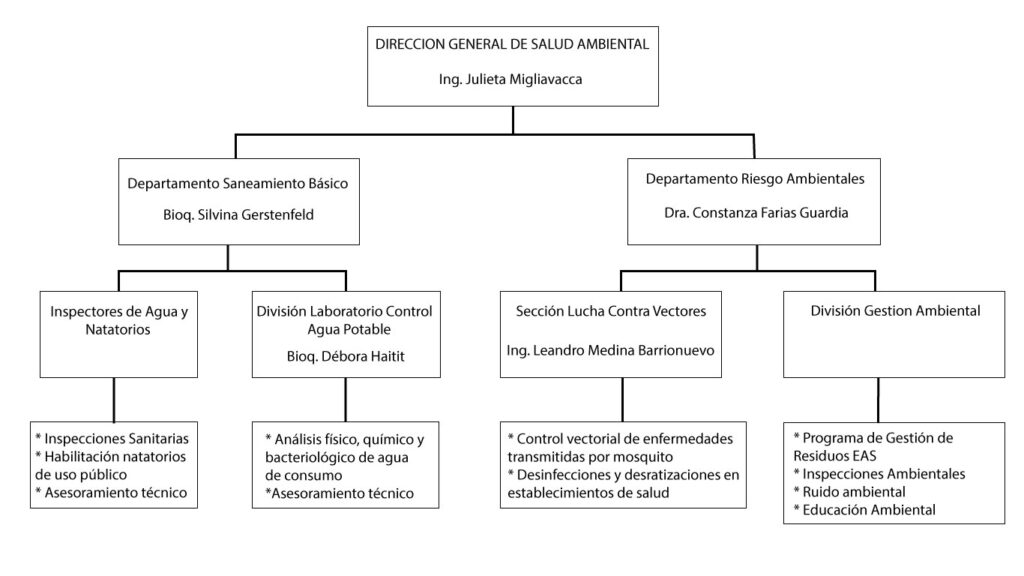 DIRECCION GENERAL DE SALUD AMBIENTAL
Ing. Julieta Migliavacca
Departamento Saneamiento Básico
Bioq. Silvina Gerstenfeld
Departamento Riesgo Ambientales
Dra. Constanza Farias Guardia
Inspectores de Agua y
Natatorios
División Laboratorio Control
Agua Potable
Bioq. Débora Haitit
Sección Lucha Contra Vectores
Ing. Leandro Medina Barrionuevo
División Gestion Ambiental
* Inspecciones Sanitarias
* Habilitación natatorios
de uso público
* Asesoramiento técnico
* Análisis físico, químico y
bacteriológico de agua
de consumo
*Asesoramiento técnico
* Control vectorial de enfermedades
transmitidas por mosquito
* Desinfecciones y desratizaciones en
establecimientos de salud
* Programa de Gestión de
Residuos EAS
* Inspecciones Ambientales
* Ruido ambiental
* Educación Ambiental